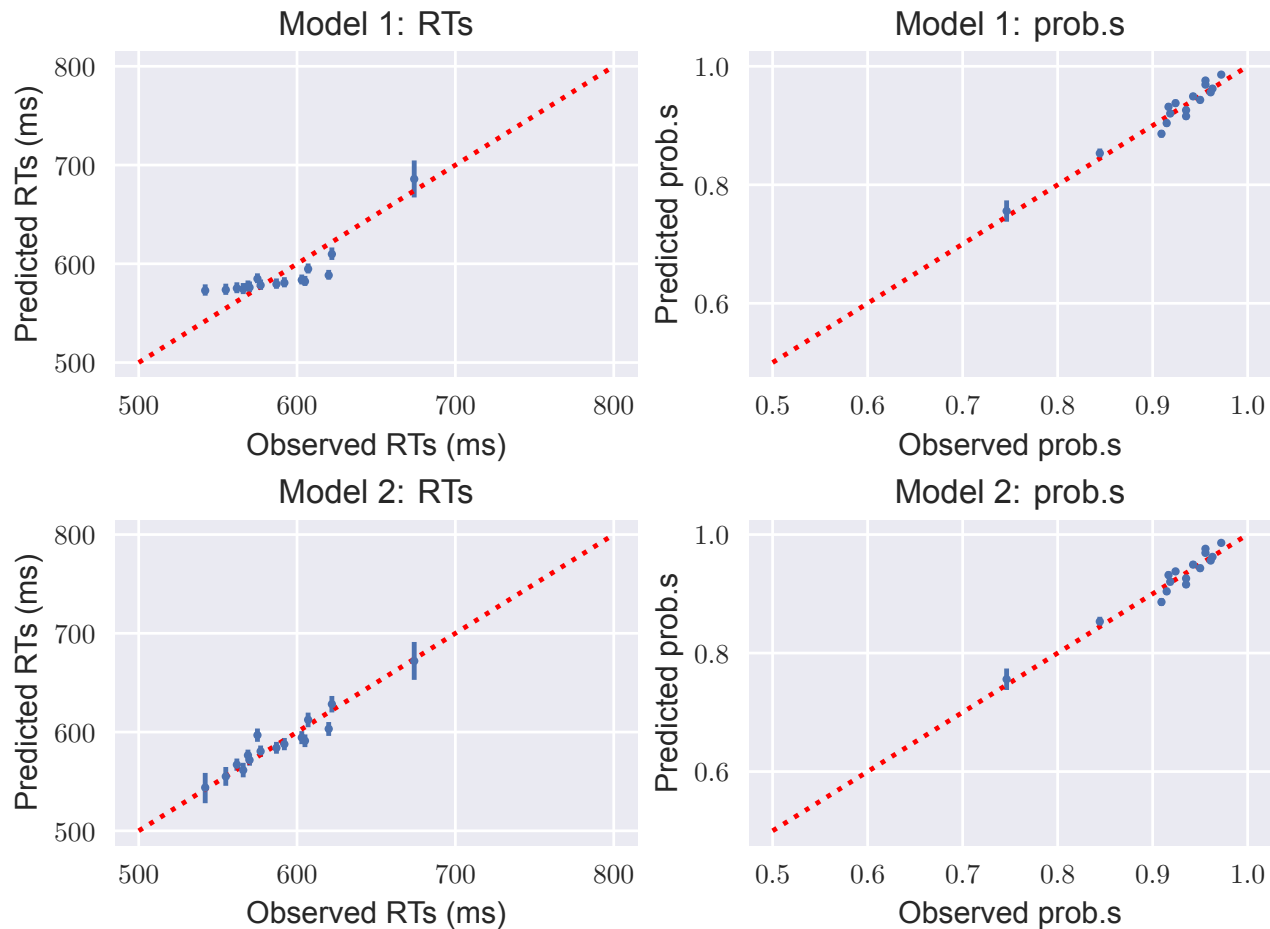 Model 1: RTs
Model 1: prob.s
Predicted RTs (ms)
800
700
600
500
500 600 700 800
Observed RTs (ms)
Predicted prob.s
1.0
0.8
0.6
0.5 0.6 0.7 0.8 0.9 1.0
Observed prob.s
Model 2: RTs
Model 2: prob.s
Predicted RTs (ms)
800
700
600
500
500 600 700 800
Observed RTs (ms)
Predicted prob.s
1.0
0.8
0.6
0.5 0.6 0.7 0.8 0.9 1.0
Observed prob.s